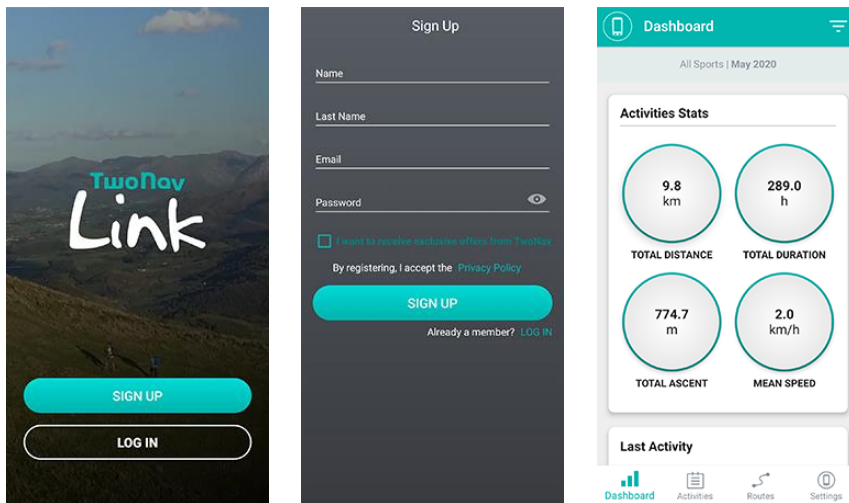 TwoNav
Link
SIGN UP
LOG IN
Sign Up
Name
Last Name
Email
Password
I want to receive exclusive offers from TwoNav
By registering, I accept the Privacy Policy
SIGN UP
Already a member? LOG IN
Dashboard
All Sports | May 2020
Activities Stats
9.8
km
TOTAL DISTANCE
289.0
h
TOTAL DURATION
774.7
m
TOTAL ASCENT
2.0
km/h
MEAN SPEED
Last Activity
Dashboard
Activities
Routes
Settings